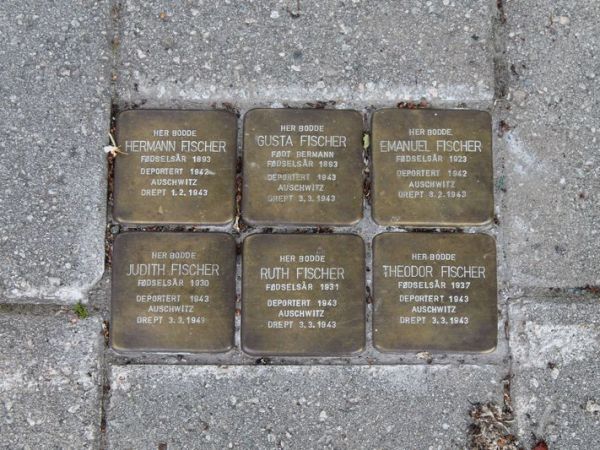 HER BODDE
HERMANN FISCHER
FØDSELSÅR 1893
DEPORTERT 1942
AUSCHWITZ
DREPT 1.2.1943
HER BODDE
GUSTA FISCHER
FØDT BERMANN
FØDSELSÅR 1893
DEPORTERT 1943
AUSCHWITZ
DREPT 3.3.1943
HER BODDE
EMANUEL FISCHER
FØDSELSÅR 1923
DEPORTERT 1942
AUSCHWITZ
DREPT 8.2.1943
HER BODDE
JUDITH FISCHER
FØDSELSÅR 1930
DEPORTERT 1943
AUSCHWITZ
DREPT 3.3.1943
HER BODDE
RUTH FISCHER
FØDSELSÅR 1931
DEPORTERT 1943
AUSCHWITZ
DREPT 3.3.1943
HER BODDE
THEODOR FISCHER
FØDSELSÅR 1937
DEPORTERT 1943
AUSCHWITZ
DREPT 3.3.1943